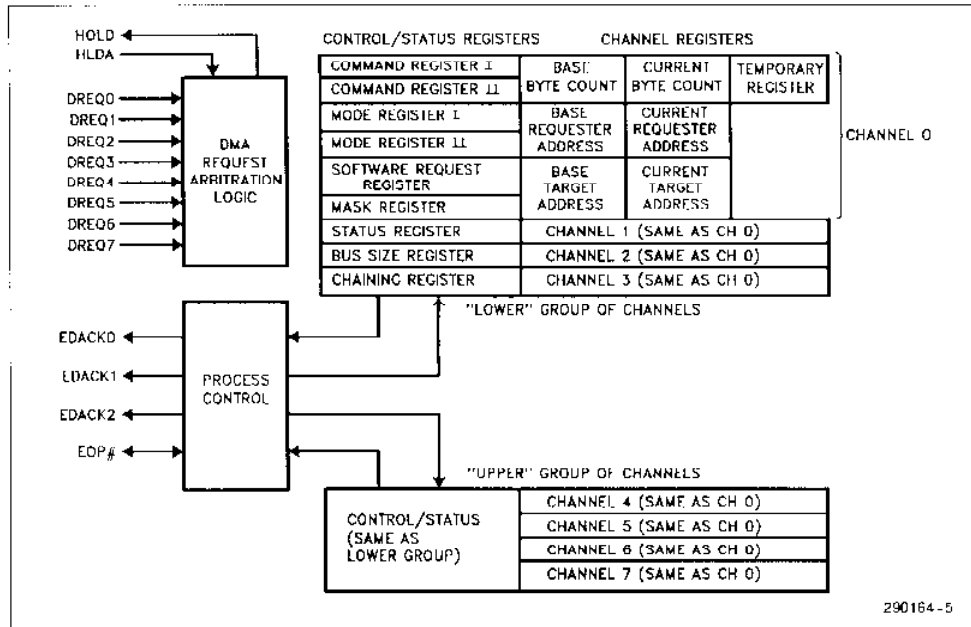 HOLD
HLDA
DREQ0
DREQ1
DREQ2
DREQ3
DREQ4
DREQ5
DREQ6
DREQ7
DMA
REQUEST
ARBITRATION
LOGIC
CONTROL/STATUS REGISTERS
CHANNEL REGISTERS
COMMAND REGISTER I
COMMAND REGISTER II
MODE REGISTER I
MODE REGISTER II
SOFTWARE REQUEST
REGISTER
MASK REGISTER
STATUS REGISTER
BUS SIZE REGISTER
CHAINING REGISTER
BASE
BYTE COUNT
CURRENT
BYTE COUNT
TEMPORARY
REGISTER
BASE
REQUESTER
ADDRESS
CURRENT
REQUESTER
ADDRESS
BASE
TARGET
ADDRESS
CURRENT
TARGET
ADDRESS
CHANNEL 0
CHANNEL 1 (SAME AS CH 0)
CHANNEL 2 (SAME AS CH 0)
CHANNEL 3 (SAME AS CH 0)
"LOWER" GROUP OF CHANNELS
EDACK0
EDACK1
EDACK2
EOP#
PROCESS
CONTROL
"UPPER" GROUP OF CHANNELS
CONTROL/STATUS
(SAME AS
LOWER GROUP)
CHANNEL 4 (SAME AS CH 0)
CHANNEL 5 (SAME AS CH 0)
CHANNEL 6 (SAME AS CH 0)
CHANNEL 7 (SAME AS CH 0)
290164-5